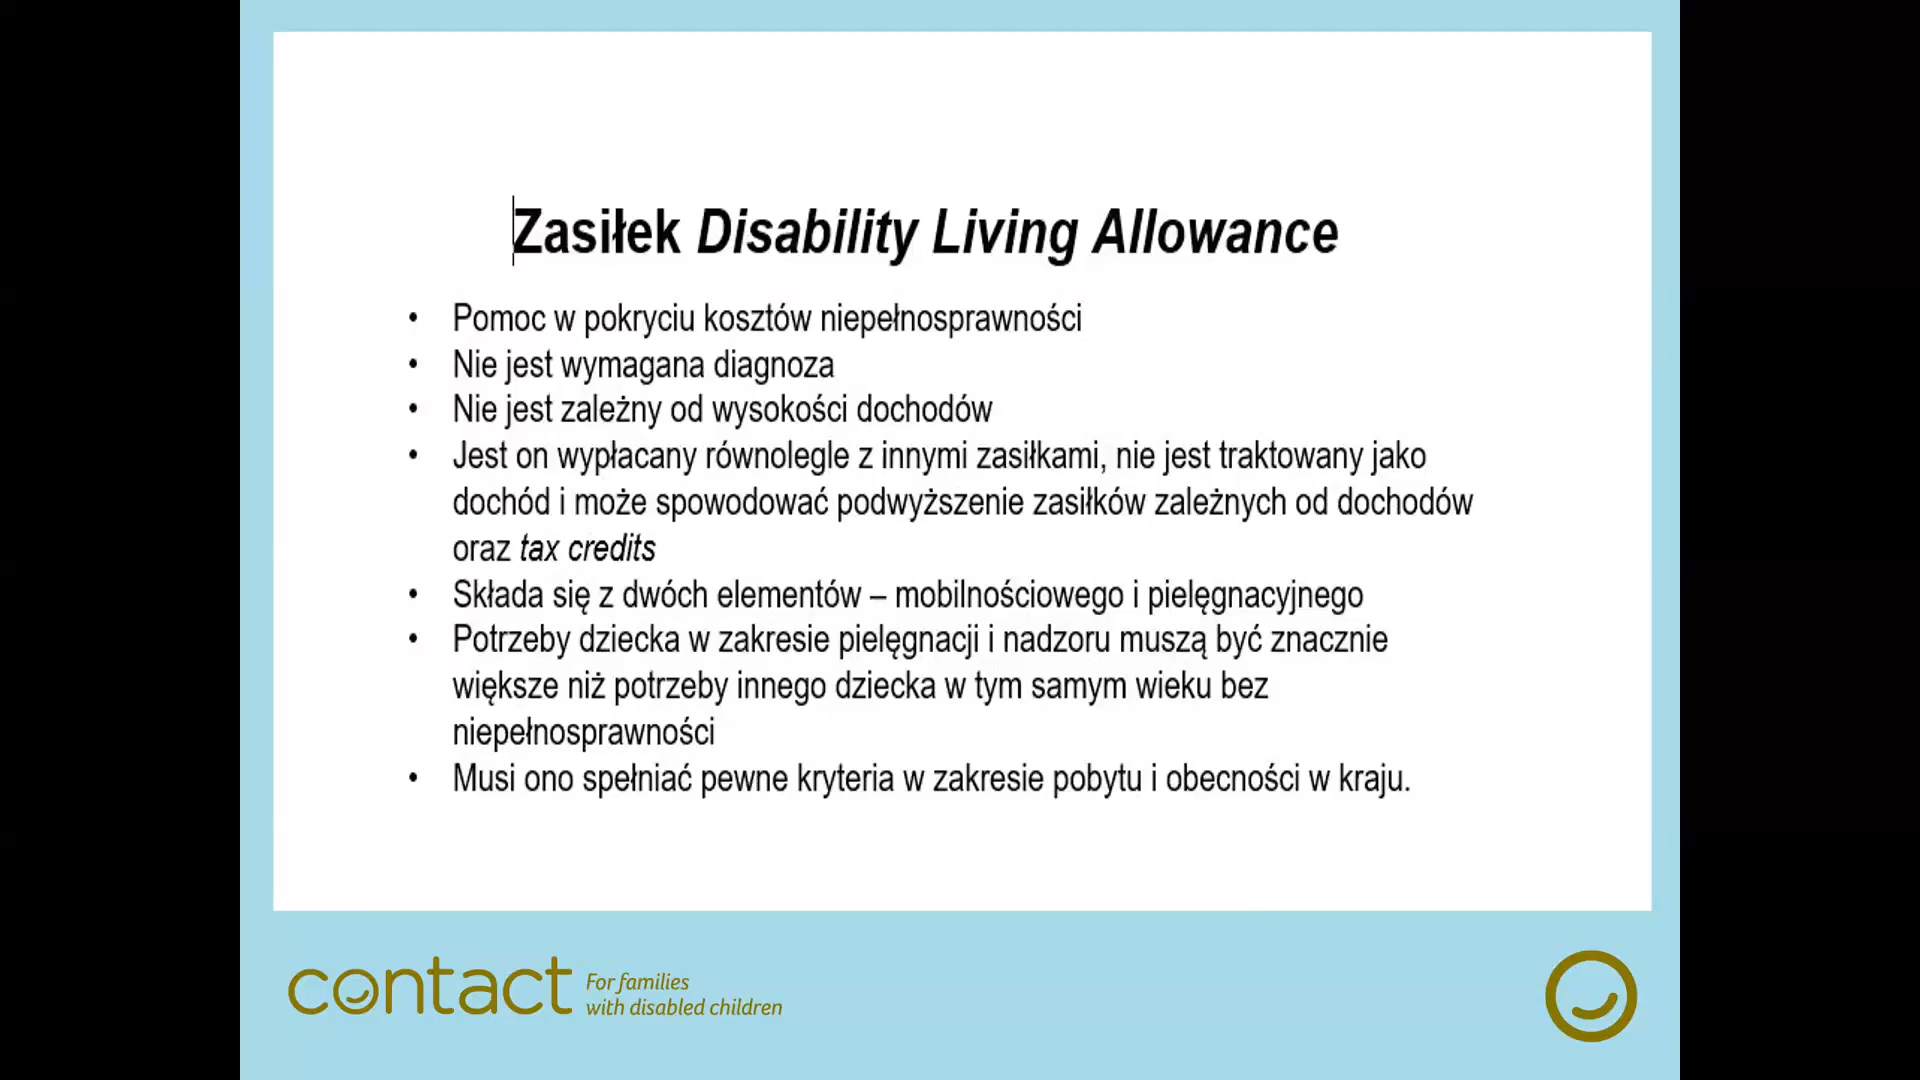 Zasiłek Disability Living Allowance
• Pomoc w pokryciu kosztów niepełnosprawności
• Nie jest wymagana diagnoza
• Nie jest zależny od wysokości dochodów
• Jest on wypłacany równolegle z innymi zasiłkami, nie jest traktowany jako
dochód i może spowodować podwyższenie zasiłków zależnych od dochodów
oraz tax credits
• Składa się z dwóch elementów – mobilnościowego i pielęgnacyjnego
• Potrzeby dziecka w zakresie pielęgnacji i nadzoru muszą być znacznie
większe niż potrzeby innego dziecka w tym samym wieku bez
niepełnosprawności
• Musi ono spełniać pewne kryteria w zakresie pobytu i obecności w kraju.
contact
For families
with disabled children